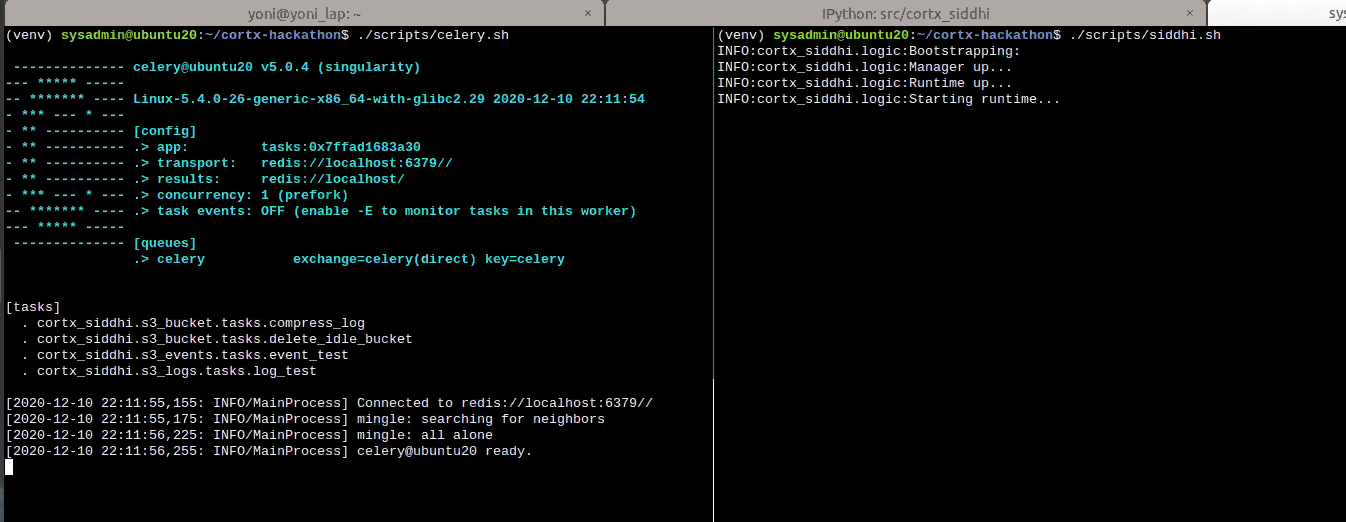 yoni@yoni_lap: ~ ×
IPython: src/cortx_siddhi ×
sy
(venv) sysadmin@ubuntu20:~/cortx-hackathon$ ./scripts/celery.sh
 -------------- celery@ubuntu20 v5.0.4 (singularity)
--- ***** -----
-- ******* ---- Linux-5.4.0-26-generic-x86_64-with-glibc2.29 2020-12-10 22:11:54
- *** --- * ---
- ** ---------- [config]
- ** ---------- .> app:         tasks:0x7ffad1683a30
- ** ---------- .> transport:   redis://localhost:6379//
- ** ---------- .> results:     redis://localhost/
- *** --- * --- .> concurrency: 1 (prefork)
-- ******* ---- .> task events: OFF (enable -E to monitor tasks in this worker)
--- ***** -----
 -------------- [queues]
                .> celery           exchange=celery(direct) key=celery
[tasks]
  . cortx_siddhi.s3_bucket.tasks.compress_log
  . cortx_siddhi.s3_bucket.tasks.delete_idle_bucket
  . cortx_siddhi.s3_events.tasks.event_test
  . cortx_siddhi.s3_logs.tasks.log_test
[2020-12-10 22:11:55,155: INFO/MainProcess] Connected to redis://localhost:6379//
[2020-12-10 22:11:55,175: INFO/MainProcess] mingle: searching for neighbors
[2020-12-10 22:11:56,225: INFO/MainProcess] mingle: all alone
[2020-12-10 22:11:56,255: INFO/MainProcess] celery@ubuntu20 ready.
(venv) sysadmin@ubuntu20:~/cortx-hackathon$ ./scripts/siddhi.sh
INFO:cortx_siddhi.logic:Bootstrapping:
INFO:cortx_siddhi.logic:Manager up...
INFO:cortx_siddhi.logic:Runtime up...
INFO:cortx_siddhi.logic:Starting runtime...